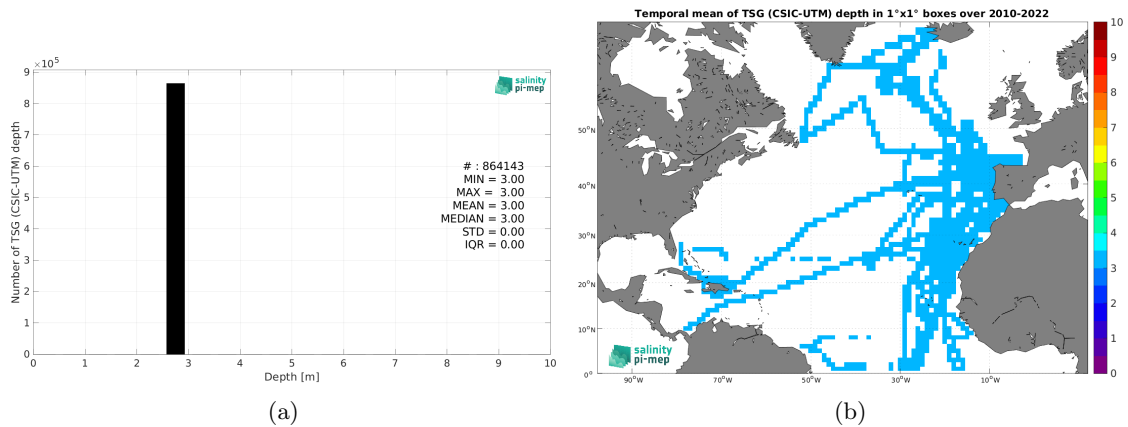 ×10⁵
9
8
7
6
5
4
3
2
1
0
Number of TSG (CSIC-UTM) depth
salinity
pi-mep
# : 864143
MIN = 3.00
MAX = 3.00
MEAN = 3.00
MEDIAN = 3.00
STD = 0.00
IQR = 0.00
0 1 2 3 4 5 6 7 8 9 10
Depth [m]
(a)
Temporal mean of TSG (CSIC-UTM) depth in 1°x1° boxes over 2010-2022
50°N
40°N
30°N
20°N
10°N
0°
90°W 70°W 50°W 30°W 10°W
salinity
pi-mep
10
9
8
7
6
5
4
3
2
1
0
(b)